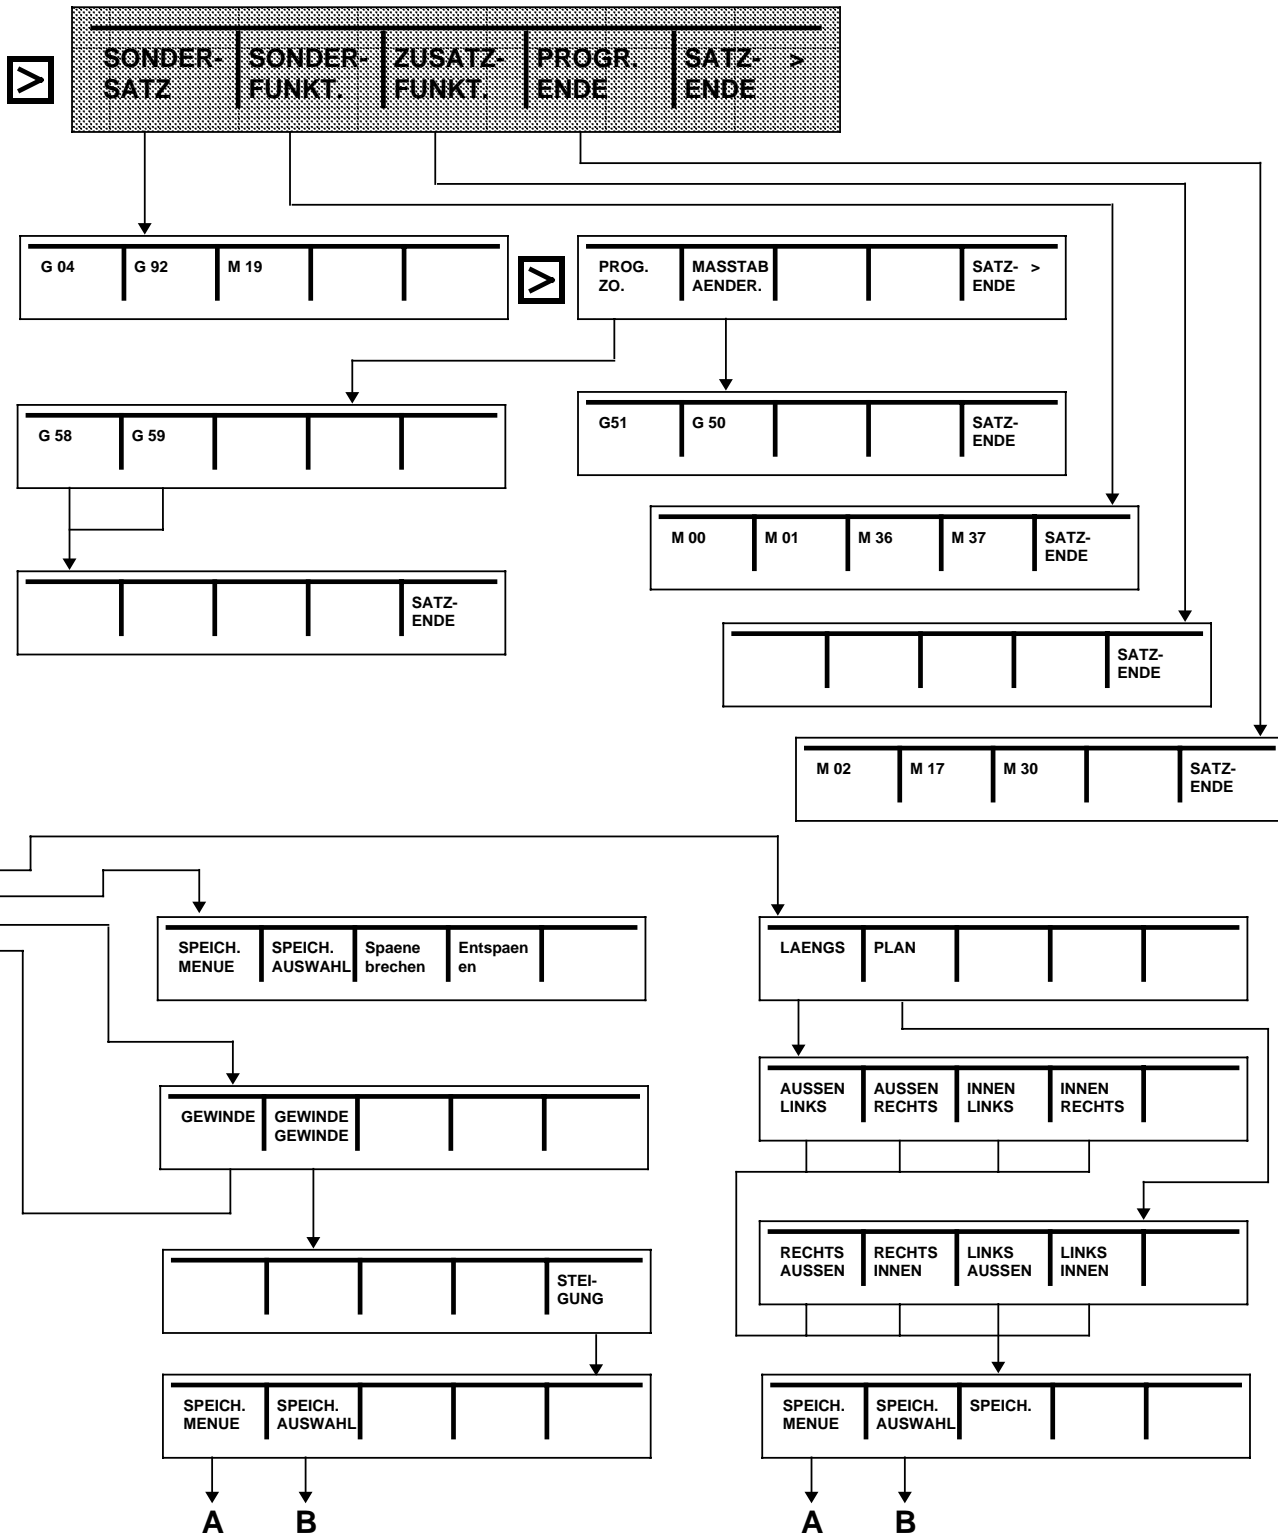 >
SONDER-
SATZ
SONDER-
FUNKT.
ZUSATZ-
FUNKT.
PROGR.
ENDE
SATZ- >
ENDE
G 04
G 92
M 19
>
PROG.
ZO.
MASSTAB
AENDER.
SATZ- >
ENDE
G 58
G 59
G51
G 50
SATZ-
ENDE
M 00
M 01
M 36
M 37
SATZ-
ENDE
SATZ-
ENDE
SATZ-
ENDE
M 02
M 17
M 30
SATZ-
ENDE
SPEICH.
MENUE
SPEICH.
AUSWAHL
Spaene
brechen
Entspaen
en
LAENGS
PLAN
AUSSEN
LINKS
AUSSEN
RECHTS
INNEN
LINKS
INNEN
RECHTS
GEWINDE
GEWINDE
GEWINDE
RECHTS
AUSSEN
RECHTS
INNEN
LINKS
AUSSEN
LINKS
INNEN
STEI-
GUNG
SPEICH.
MENUE
SPEICH.
AUSWAHL
SPEICH.
MENUE
SPEICH.
AUSWAHL
SPEICH.
A
B
A
B